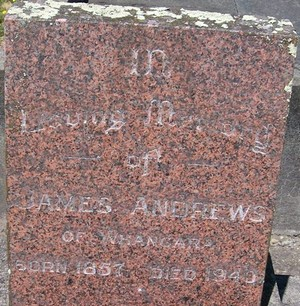 IN
Loving Memory
of
JAMES ANDREWS
OF WHANGARA
BORN 1857 DIED 1940